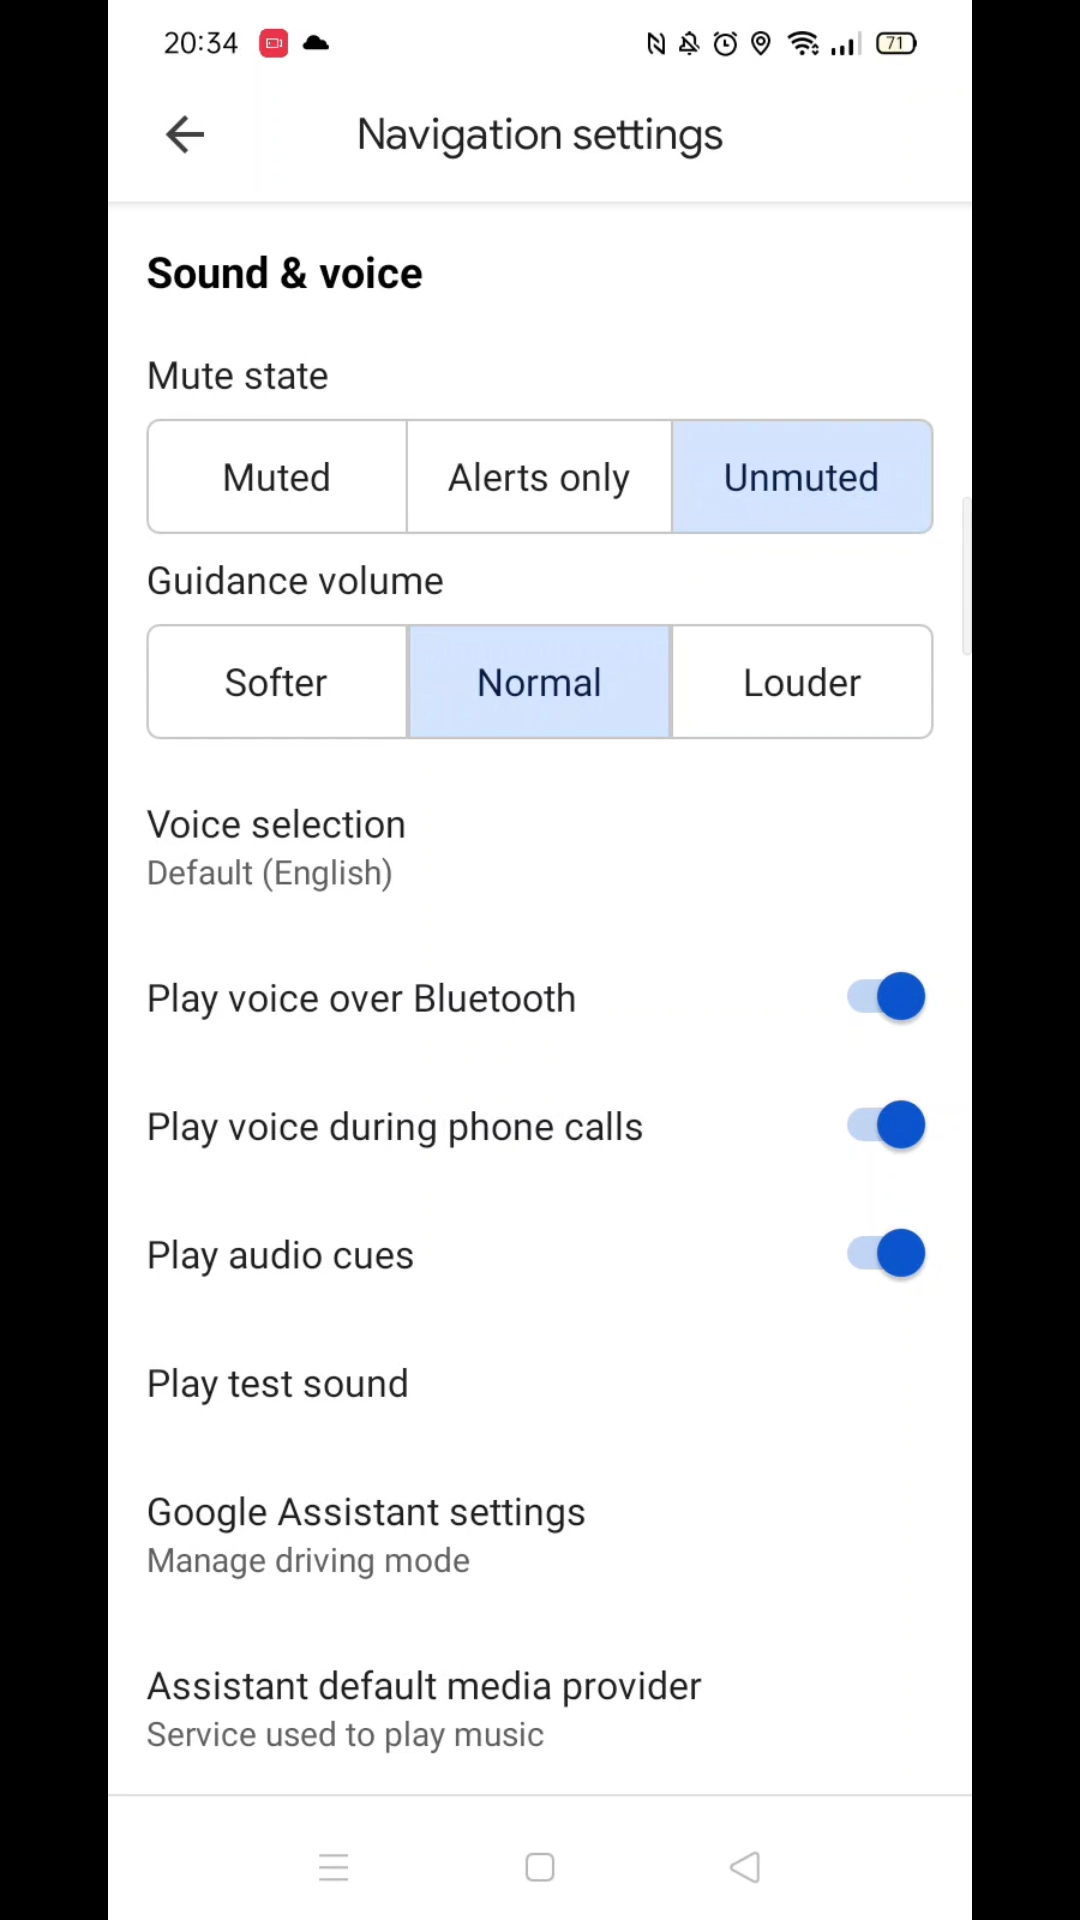 20:34 71
Navigation settings
Sound & voice
Mute state
Muted Alerts only Unmuted
Guidance volume
Softer Normal Louder
Voice selection
Default (English)
Play voice over Bluetooth
Play voice during phone calls
Play audio cues
Play test sound
Google Assistant settings
Manage driving mode
Assistant default media provider
Service used to play music